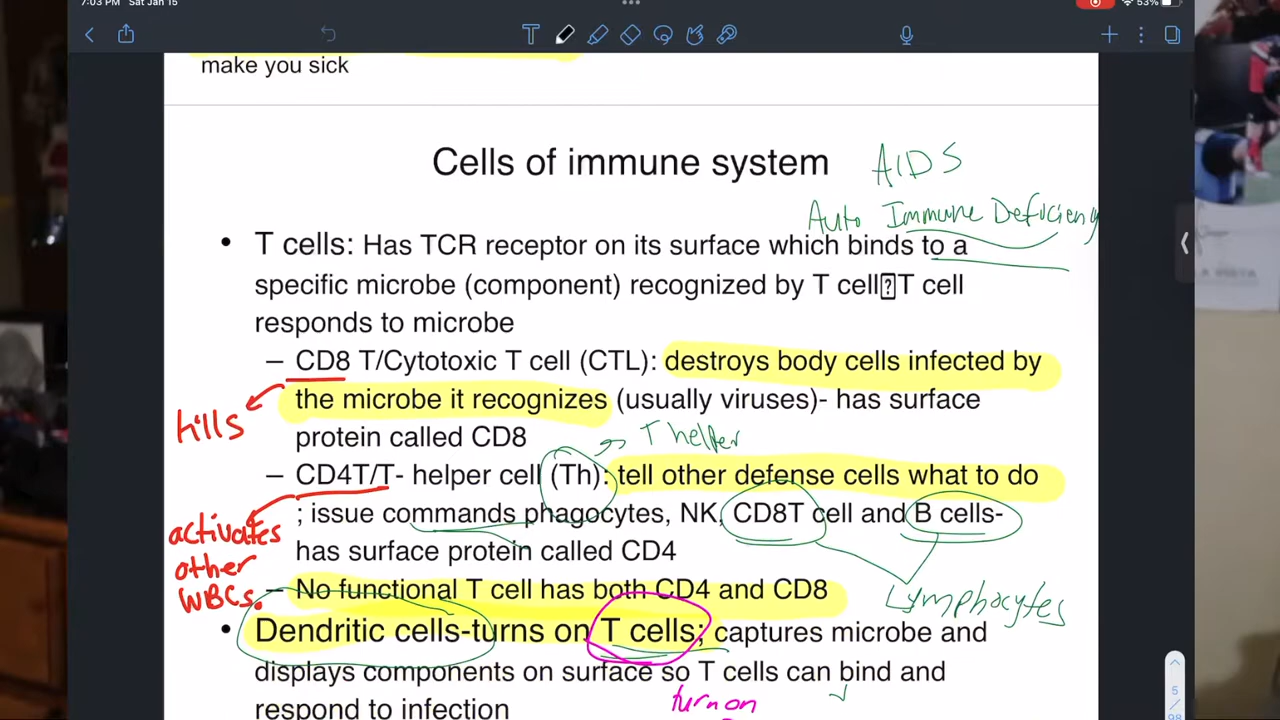 7:03 PM Sat Jan 15
53%
make you sick
Cells of immune system
AIDS
Auto Immune Deficiency
• T cells: Has TCR receptor on its surface which binds to a
specific microbe (component) recognized by T cell⍰T cell
responds to microbe
– CD8 T/Cytotoxic T cell (CTL): destroys body cells infected by
the microbe it recognizes (usually viruses)- has surface
protein called CD8
kills
T helper
– CD4T/T- helper cell (Th): tell other defense cells what to do
; issue commands phagocytes, NK, CD8T cell and B cells-
has surface protein called CD4
activates
other
WBCs.
– No functional T cell has both CD4 and CD8
Lymphocytes
• Dendritic cells-turns on T cells; captures microbe and
displays components on surface so T cells can bind and
respond to infection
turn on
5